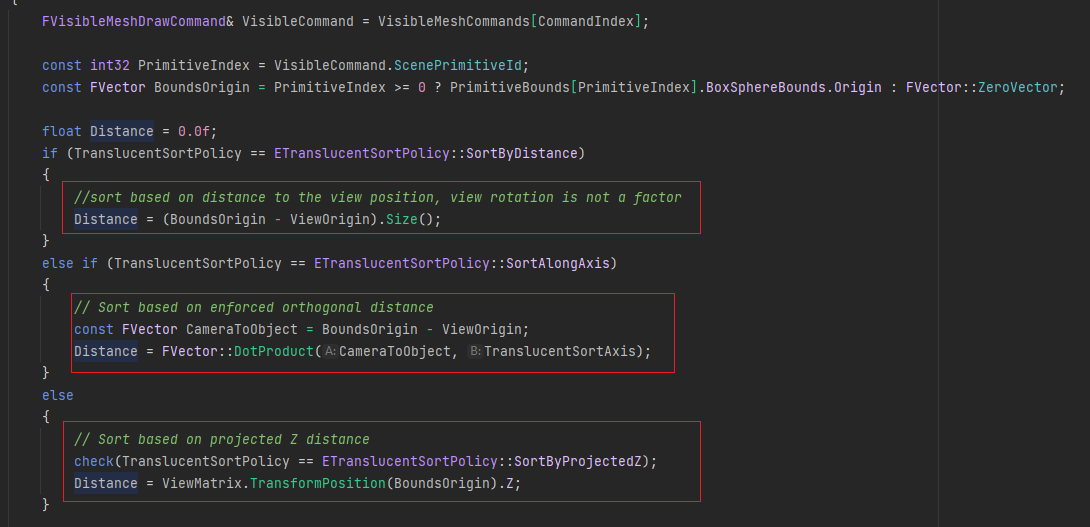 {
FVisibleMeshDrawCommand& VisibleCommand = VisibleMeshCommands[CommandIndex];
const int32 PrimitiveIndex = VisibleCommand.ScenePrimitiveId;
const FVector BoundsOrigin = PrimitiveIndex >= 0 ? PrimitiveBounds[PrimitiveIndex].BoxSphereBounds.Origin : FVector::ZeroVector;
float Distance = 0.0f;
if (TranslucentSortPolicy == ETranslucentSortPolicy::SortByDistance)
{
//sort based on distance to the view position, view rotation is not a factor
Distance = (BoundsOrigin - ViewOrigin).Size();
}
else if (TranslucentSortPolicy == ETranslucentSortPolicy::SortAlongAxis)
{
// Sort based on enforced orthogonal distance
const FVector CameraToObject = BoundsOrigin - ViewOrigin;
Distance = FVector::DotProduct( A: CameraToObject, B: TranslucentSortAxis);
}
else
{
// Sort based on projected Z distance
check(TranslucentSortPolicy == ETranslucentSortPolicy::SortByProjectedZ);
Distance = ViewMatrix.TransformPosition(BoundsOrigin).Z;
}